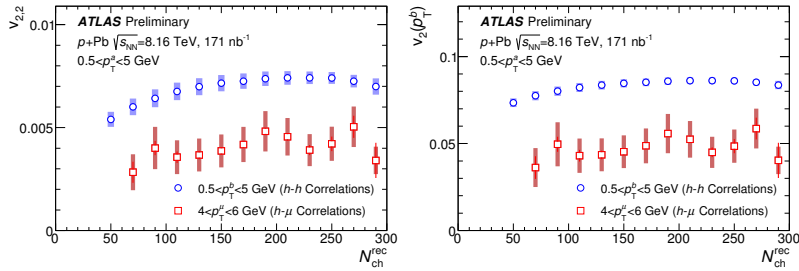 v2,2
0.01
0.005
0
ATLAS Preliminary
p+Pb √sNN=8.16 TeV, 171 nb-1
0.5<pTa<5 GeV
0.5<pTb<5 GeV (h-h Correlations)
4<pTμ<6 GeV (h-μ Correlations)
0 50 100 150 200 250 300
Nchrec
v2(pTb)
0.1
0.05
0
ATLAS Preliminary
p+Pb √sNN=8.16 TeV, 171 nb-1
0.5<pTa<5 GeV
0.5<pTb<5 GeV (h-h Correlations)
4<pTμ<6 GeV (h-μ Correlations)
0 50 100 150 200 250 300
Nchrec